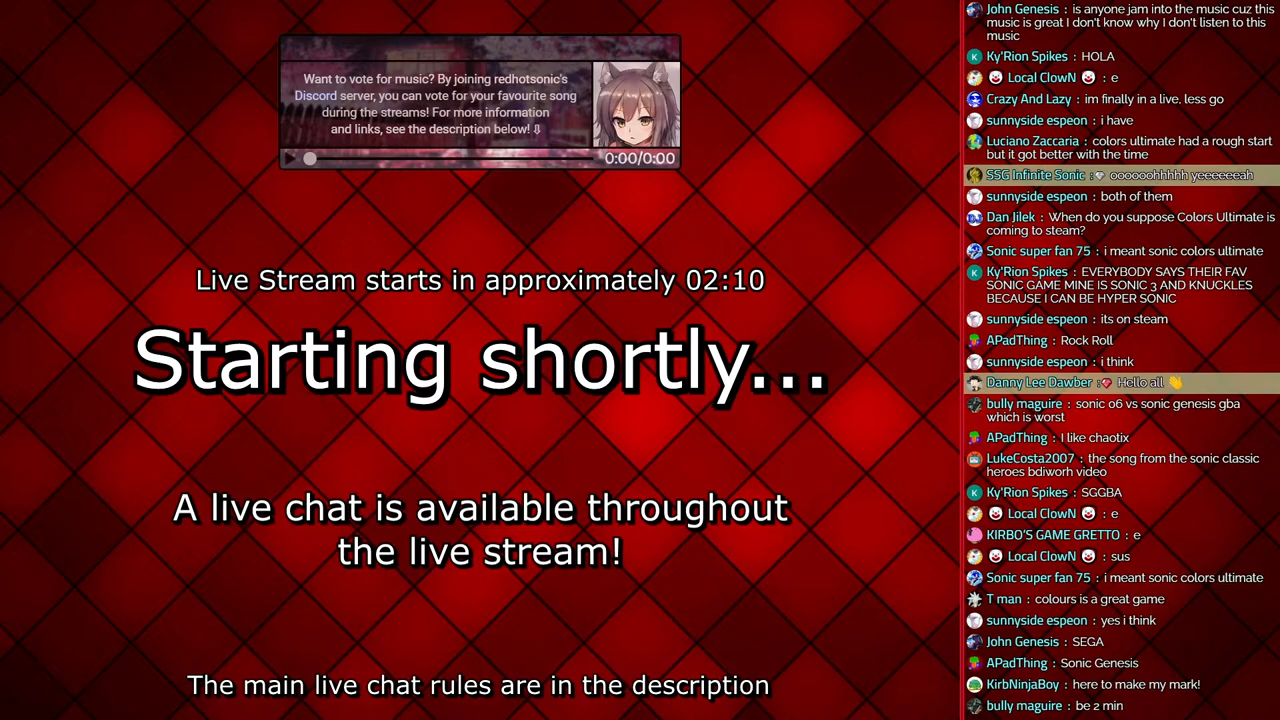 Want to vote for music? By joining redhotsonic's
Discord server, you can vote for your favourite song
during the streams! For more information
and links, see the description below! ⇩
0:00/0:00
Live Stream starts in approximately 02:10
Starting shortly...
A live chat is available throughout
the live stream!
The main live chat rules are in the description
John Genesis : is anyone jam into the music cuz this
music is great I don't know why I don't listen to this
music
K Ky'Rion Spikes : HOLA
🤡 Local ClowN 🤡 : e
Crazy And Lazy : im finally in a live, less go
sunnyside espeon : i have
Luciano Zaccaria : colors ultimate had a rough start
but it got better with the time
SSG Infinite Sonic : oooooohhhhh yeeeeeeah
sunnyside espeon : both of them
Dan Jilek : When do you suppose Colors Ultimate is
coming to steam?
Sonic super fan 75 : i meant sonic colors ultimate
K Ky'Rion Spikes : EVERYBODY SAYS THEIR FAV
SONIC GAME MINE IS SONIC 3 AND KNUCKLES
BECAUSE I CAN BE HYPER SONIC
sunnyside espeon : its on steam
APadThing : Rock Roll
sunnyside espeon : i think
Danny Lee Dawber : Hello all 👋
bully maguire : sonic 06 vs sonic genesis gba
which is worst
APadThing : I like chaotix
LukeCosta2007 : the song from the sonic classic
heroes bdiworh video
K Ky'Rion Spikes : SGGBA
🤡 Local ClowN 🤡 : e
KIRBO'S GAME GRETTO : e
🤡 Local ClowN 🤡 : sus
Sonic super fan 75 : i meant sonic colors ultimate
T man : colours is a great game
sunnyside espeon : yes i think
John Genesis : SEGA
APadThing : Sonic Genesis
KirbNinjaBoy : here to make my mark!
bully maguire : be 2 min